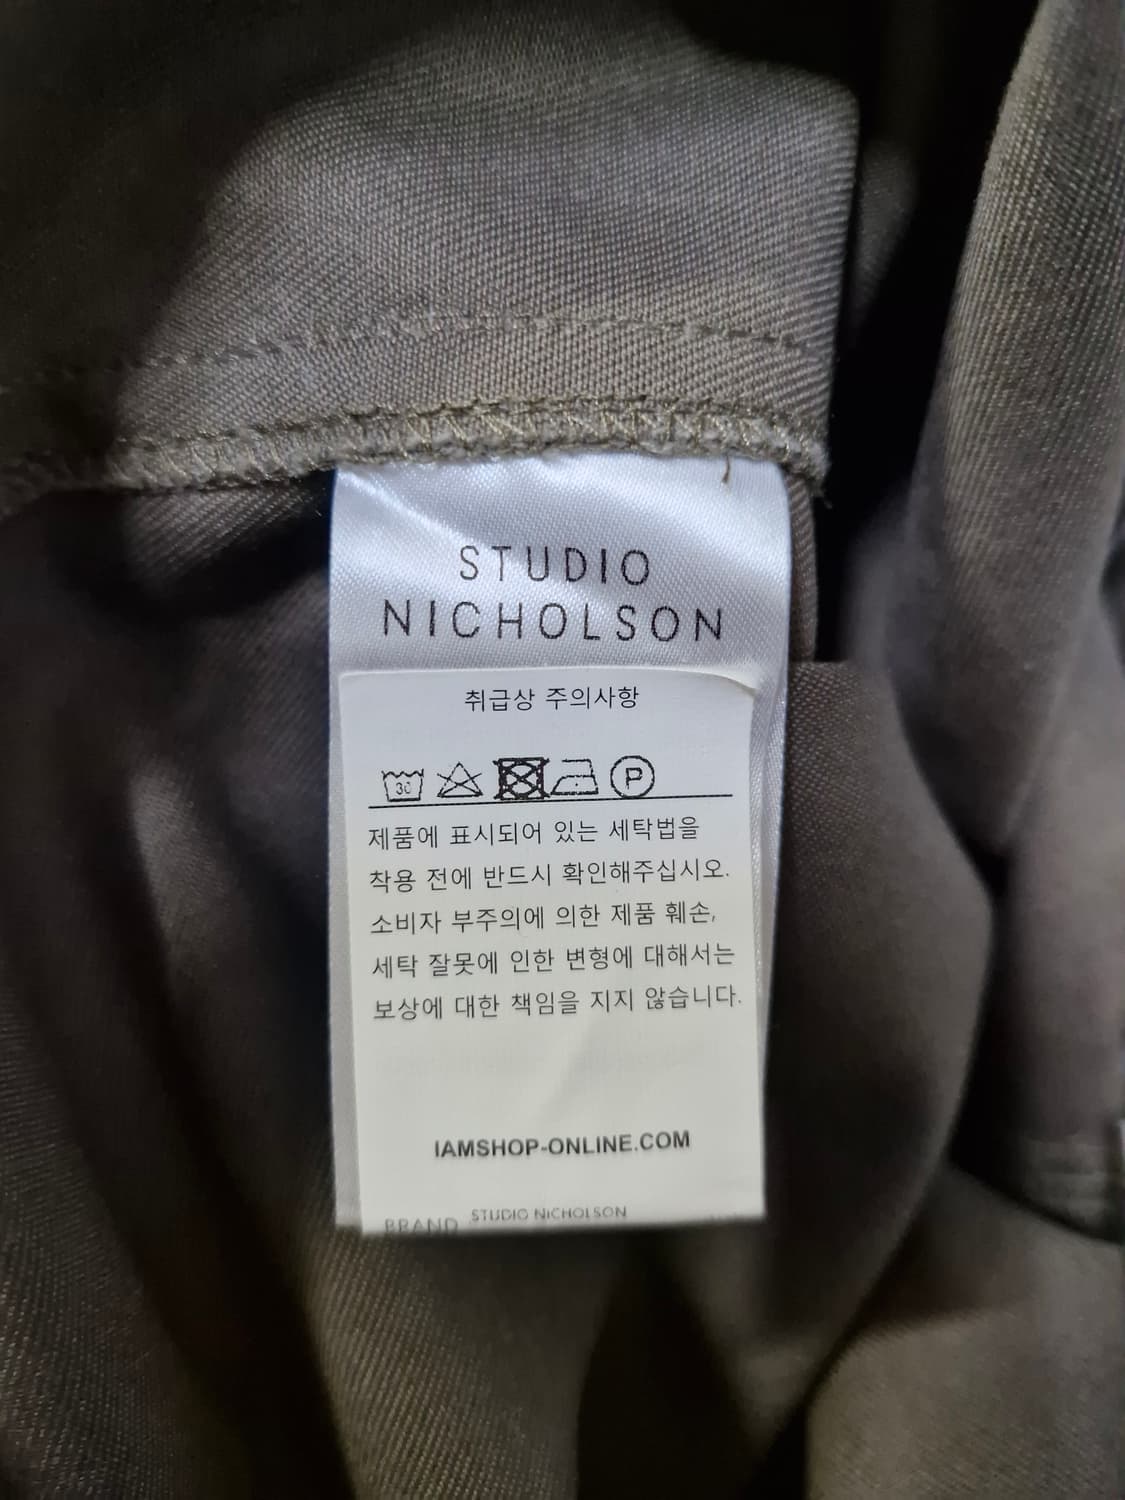 STUDIO
NICHOLSON
취급상 주의사항
30 P
제품에 표시되어 있는 세탁법을
착용 전에 반드시 확인해주십시오.
소비자 부주의에 의한 제품 훼손,
세탁 잘못에 인한 변형에 대해서는
보상에 대한 책임을 지지 않습니다.
IAMSHOP-ONLINE.COM
BRAND STUDIO NICHOLSON